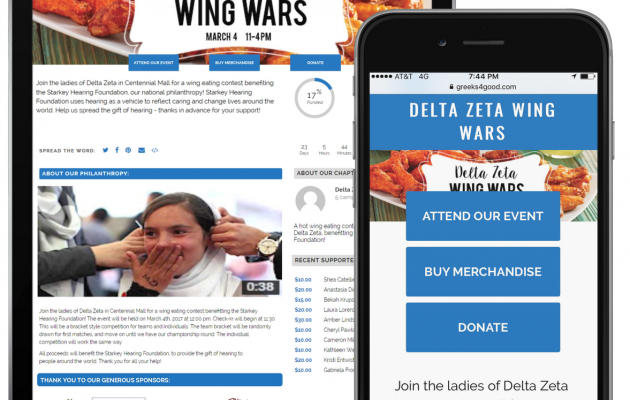 WING WARS
MARCH 4 11-4PM
ATTEND OUR EVENT
BUY MERCHANDISE
DONATE
Join the ladies of Delta Zeta in Centennial Mall for a wing eating contest benefiting
the Starkey Hearing Foundation, our national philanthropy! Starkey Hearing
Foundation uses hearing as a vehicle to reflect caring and change lives around the
world. Help us spread the gift of hearing - thanks in advance for your support!
17%
Funded
SPREAD THE WORD:
23 5 44
Days Hours Minutes
ABOUT OUR PHILANTHROPY:
0:38
Join the ladies of Delta Zeta in Centennial Mall for a wing eating contest benefiting the Starkey
Hearing Foundation! The event will be held on March 4th, 2017 at 12:00 pm. Check-in will begin at 11:30.
This will be a bracket style competition for teams and individuals. The team bracket will be randomly
drawn for first matches, and move on until we have our championship round. The individual
competition will work the same way.
All proceeds will benefit the Starkey Hearing Foundation, to provide the gift of hearing to
people around the world. Thank you for all your help!
THANK YOU TO OUR GENEROUS SPONSORS:
ABOUT OUR CHAPT
Delta
5 camp
A hot wing eating cont
Delta Zeta, benefitting
Foundation!
RECENT SUPPORTE
$10.00 Shea Catelle
$20.00 Anastasia Di
$15.00 Bekah Krups
$20.00 Laura Loren
$30.00 Amber Linds
$10.00 Cheryl Pawli
$10.00 Cameron Mi
$10.00 Kathleen We
$20.00 Kristi Entwist
$10.00 Gabriela Pro
AT&T 4G 7:44 PM
greeks4good.com
DELTA ZETA WING
WARS
Delta Zeta
WING WARS
ATTEND OUR EVENT
BUY MERCHANDISE
DONATE
Join the ladies of Delta Zeta